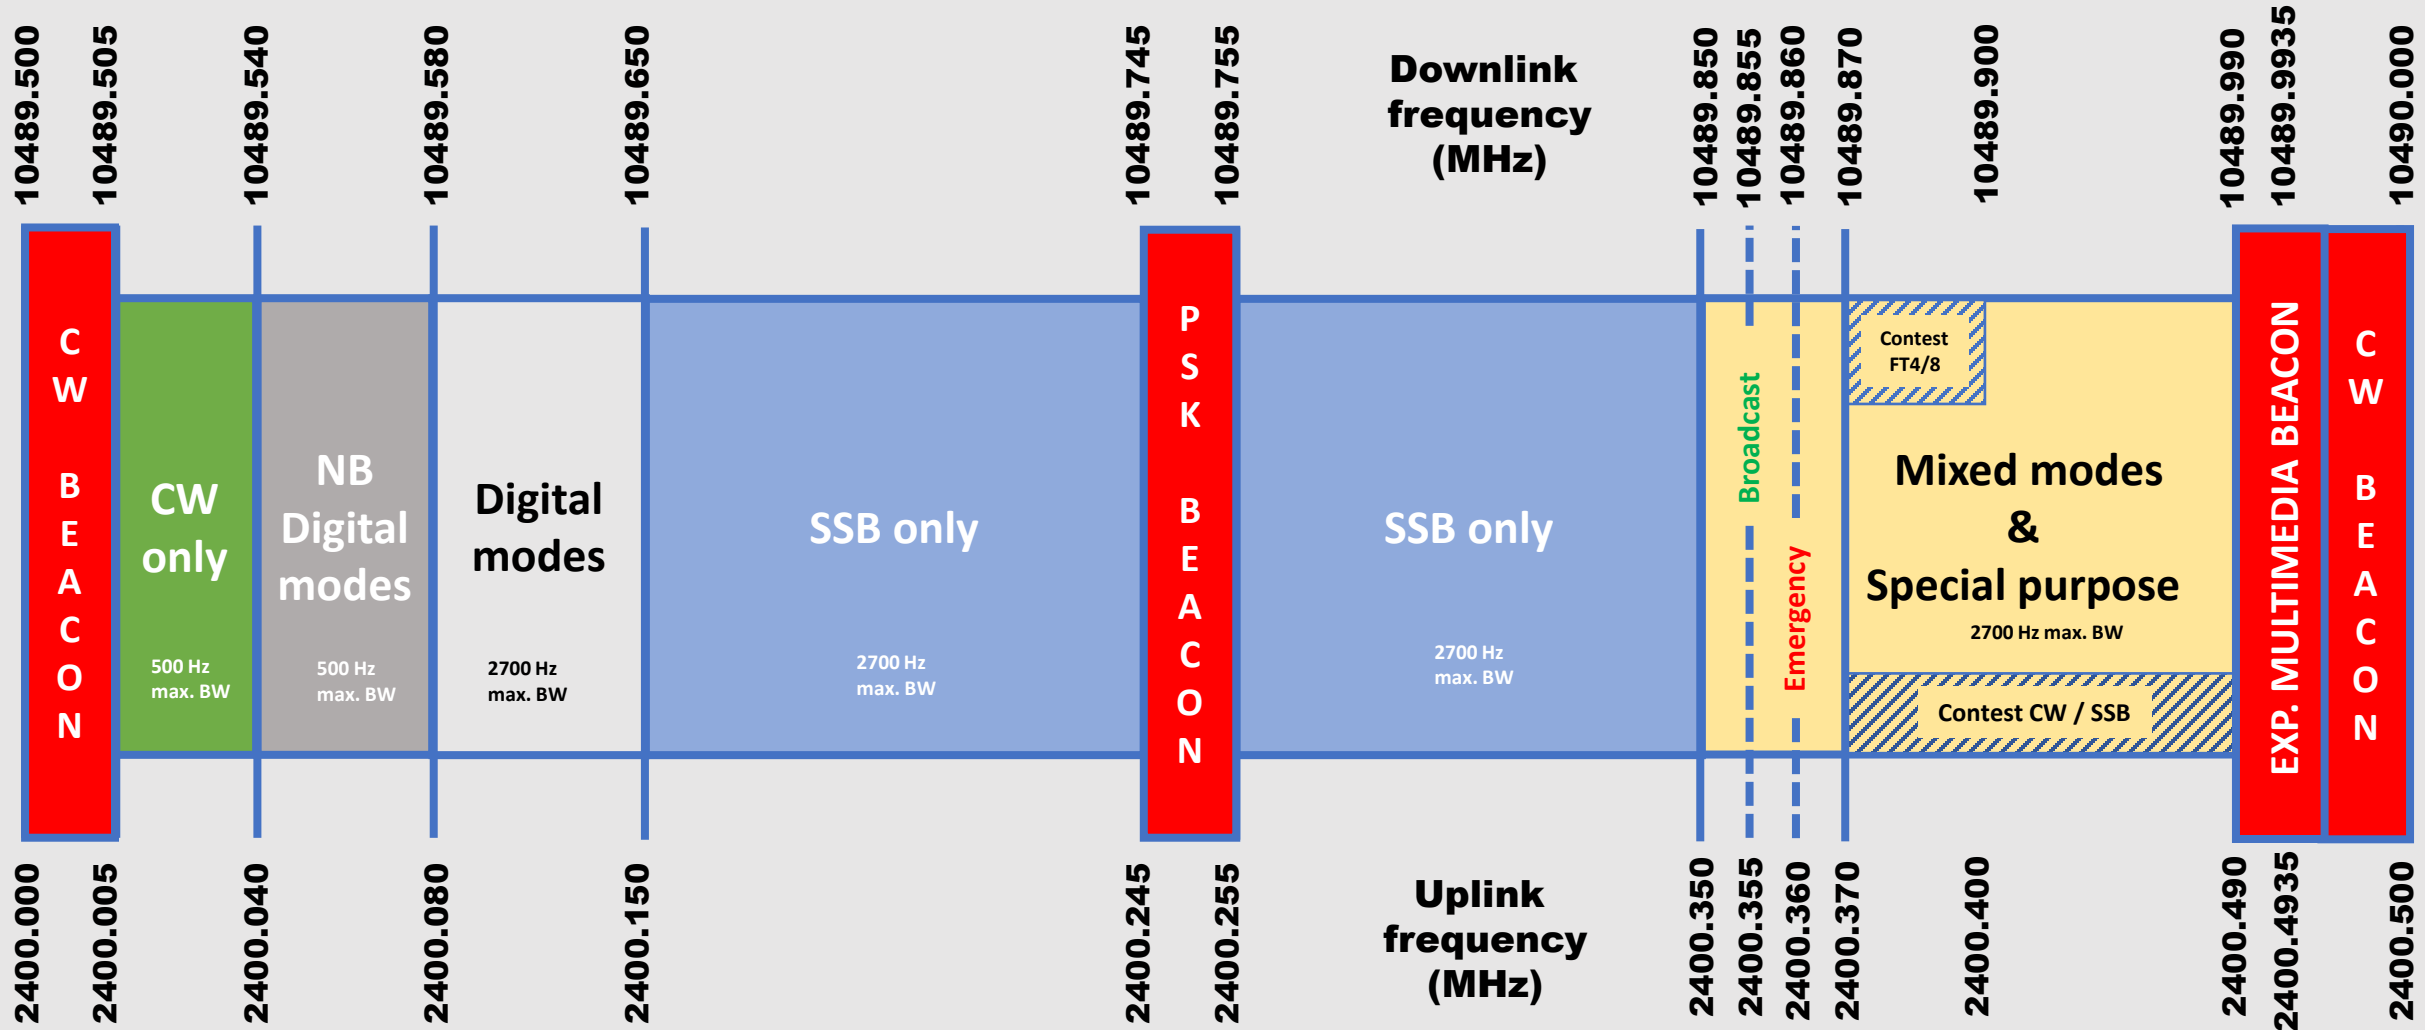 10489.500
10489.505
10489.540
10489.580
10489.650
10489.745
10489.755
Downlink
frequency
(MHz)
10489.850
10489.855
10489.860
10489.870
10489.900
10489.990
10489.9935
10490.000
CW BEACON
CW
only
500 Hz
max. BW
NB
Digital
modes
500 Hz
max. BW
Digital
modes
2700 Hz
max. BW
SSB only
2700 Hz
max. BW
PSK BEACON
SSB only
2700 Hz
max. BW
Broadcast
Emergency
Contest
FT4/8
Mixed modes
&
Special purpose
2700 Hz max. BW
Contest CW / SSB
EXP. MULTIMEDIA BEACON
CW BEACON
2400.000
2400.005
2400.040
2400.080
2400.150
2400.245
2400.255
Uplink
frequency
(MHz)
2400.350
2400.355
2400.360
2400.370
2400.400
2400.490
2400.4935
2400.500